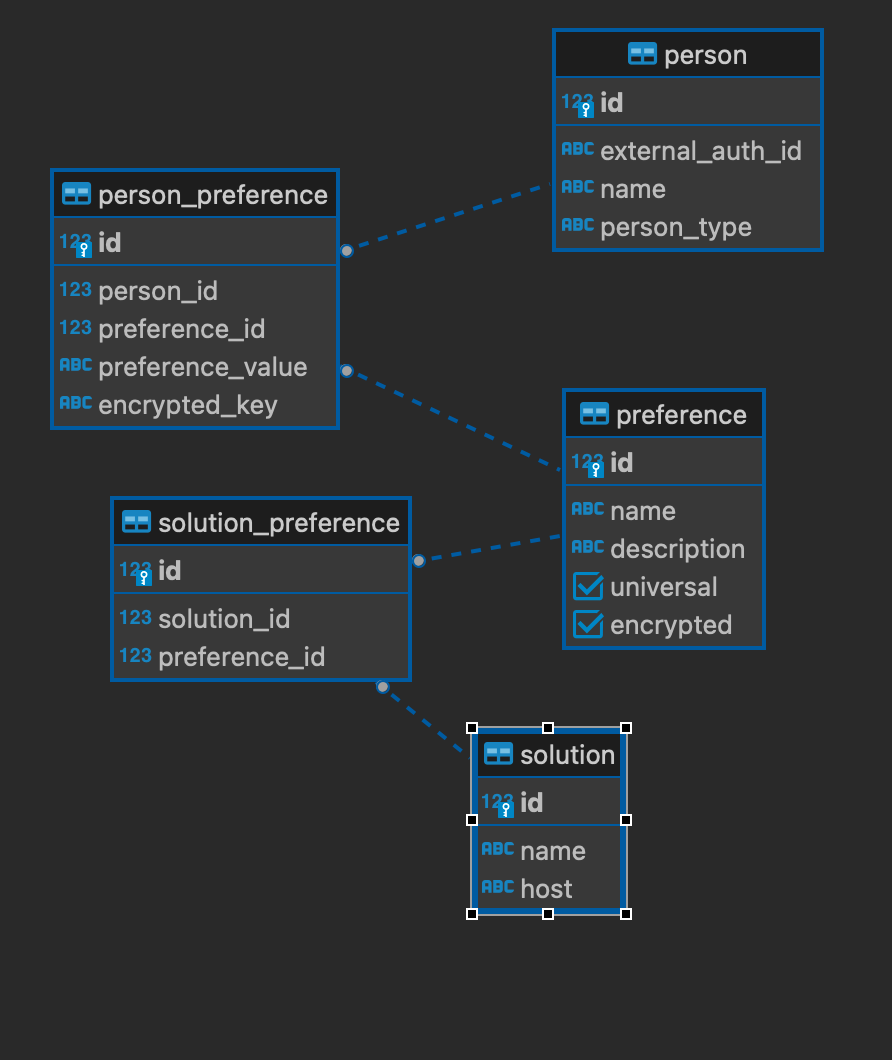 person
123 id
ABC external_auth_id
ABC name
ABC person_type
person_preference
123 id
123 person_id
123 preference_id
ABC preference_value
ABC encrypted_key
preference
123 id
ABC name
ABC description
universal
encrypted
solution_preference
123 id
123 solution_id
123 preference_id
solution
123 id
ABC name
ABC host